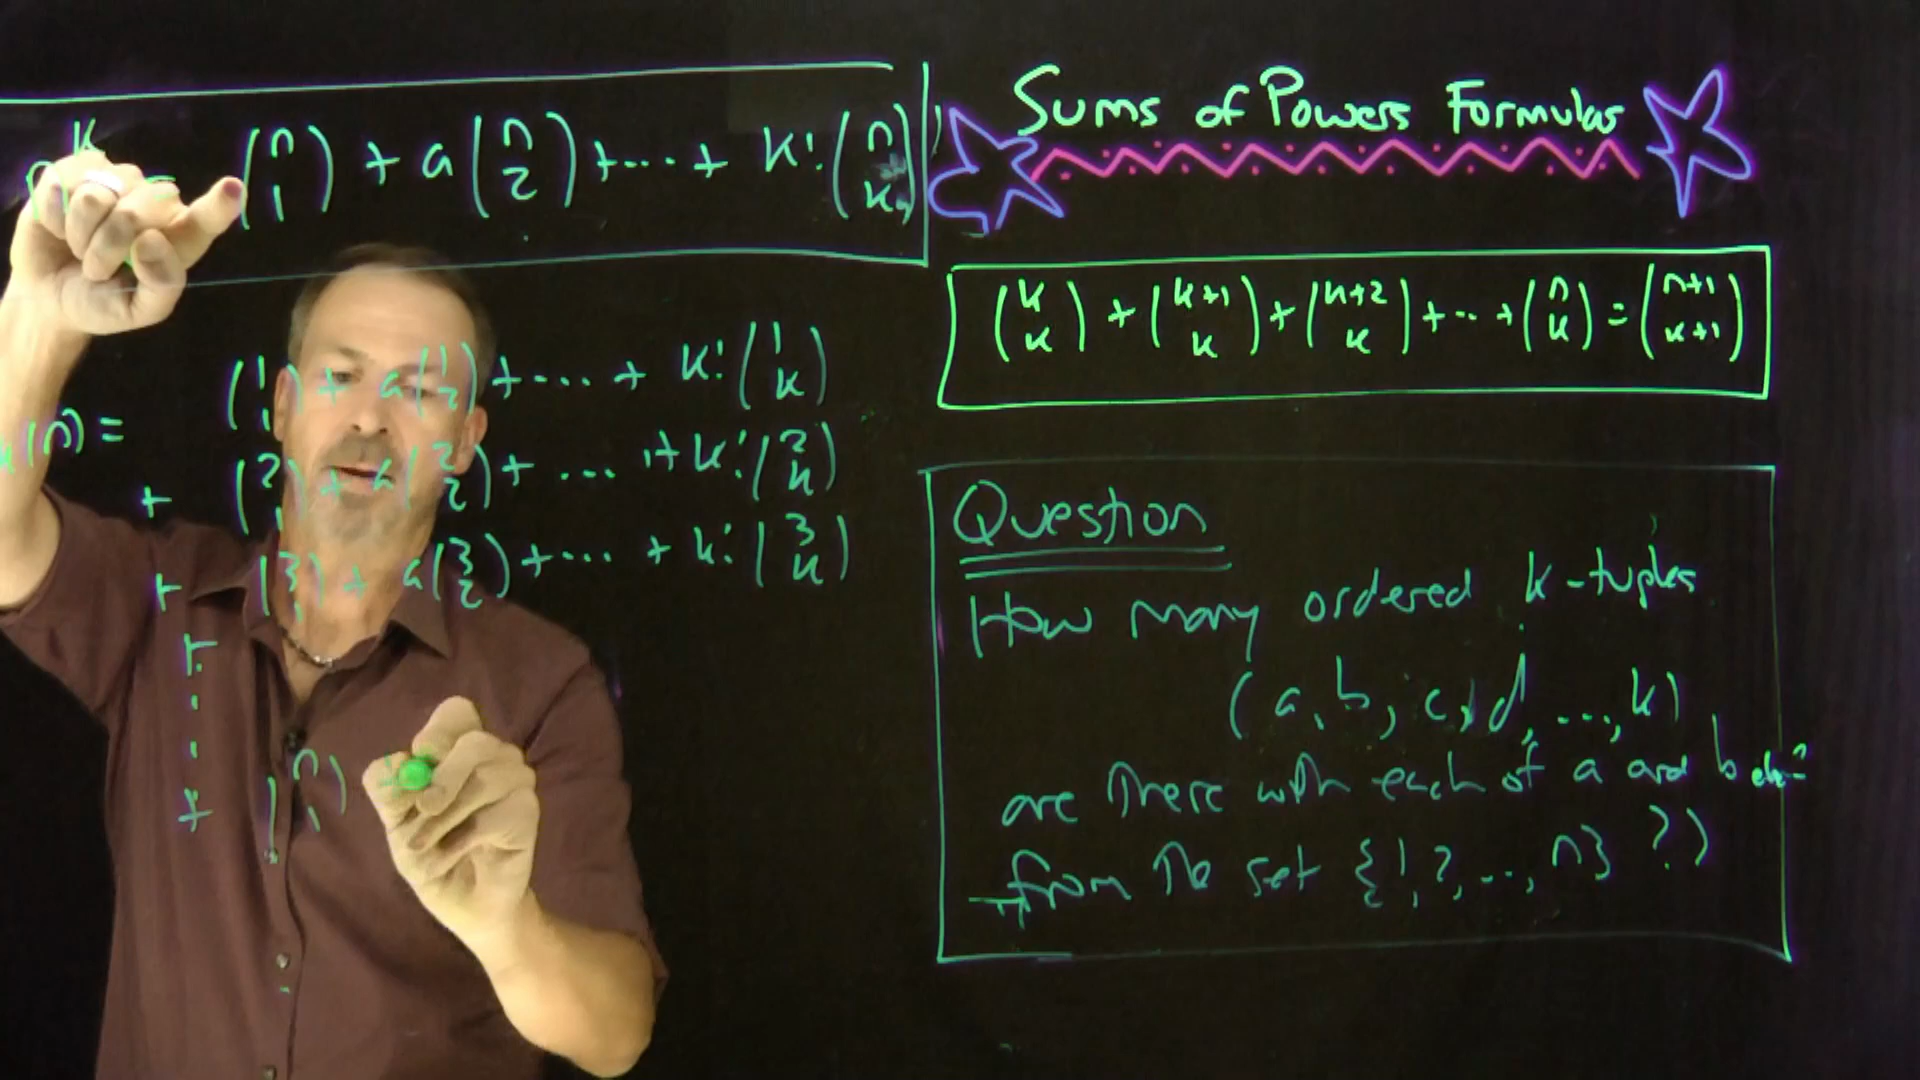 n^k = (n 1) + a (n 2) + ... + k! (n k)
(1 1) + a (1 2) + ... + k! (1 k)
(n) =
+ (2 1) + a (2 2) + ... + k! (2 k)
+ (3 1) + a (3 2) + ... + k! (3 k)
+
.
.
+ (n 1)
Sums of Powers Formulas
(k k) + (k+1 k) + (k+2 k) + ... + (n k) = (n+1 k+1)
Question
How many ordered k-tuples
(a, b, c, d, ..., k)
are there with each of a and b
from the set {1, 2, ..., n} ?)